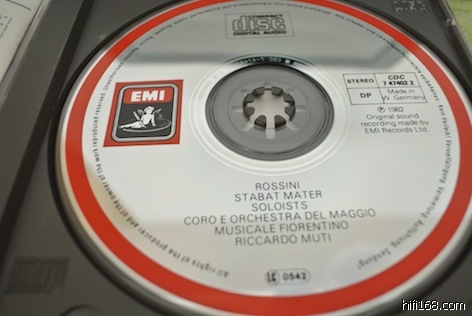 COMPACT
disc
DIGITAL AUDIO
EMI
STEREO
CDC
7 47402 2
DP
Made in
W. Germany
℗ 1982
Original sound
recording made by
EMI Records Ltd.
ROSSINI
STABAT MATER
SOLOISTS
CORO E ORCHESTRA DEL MAGGIO
MUSICALE FIORENTINO
RICCARDO MUTI
LC 0542
All rights of the producer and of the owner of the work reproduced reserved.
hifi168.com